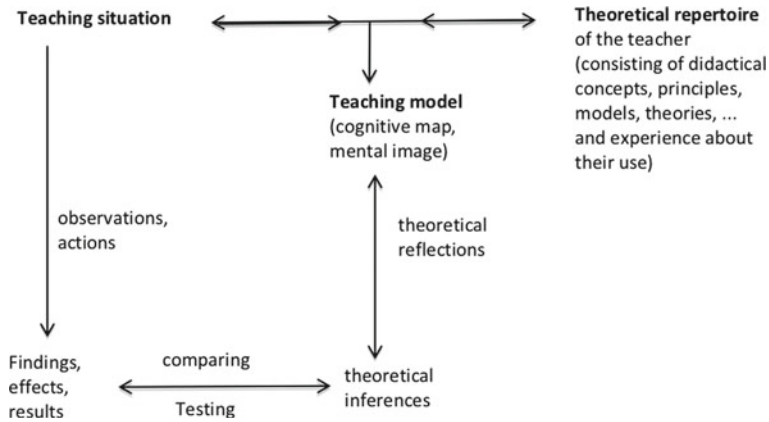 Teaching situation
Theoretical repertoire
of the teacher
(consisting of didactical
concepts, principles,
models, theories, ...
and experience about
their use)
Teaching model
(cognitive map,
mental image)
observations,
actions
theoretical
reflections
Findings,
effects,
results
comparing
Testing
theoretical
inferences